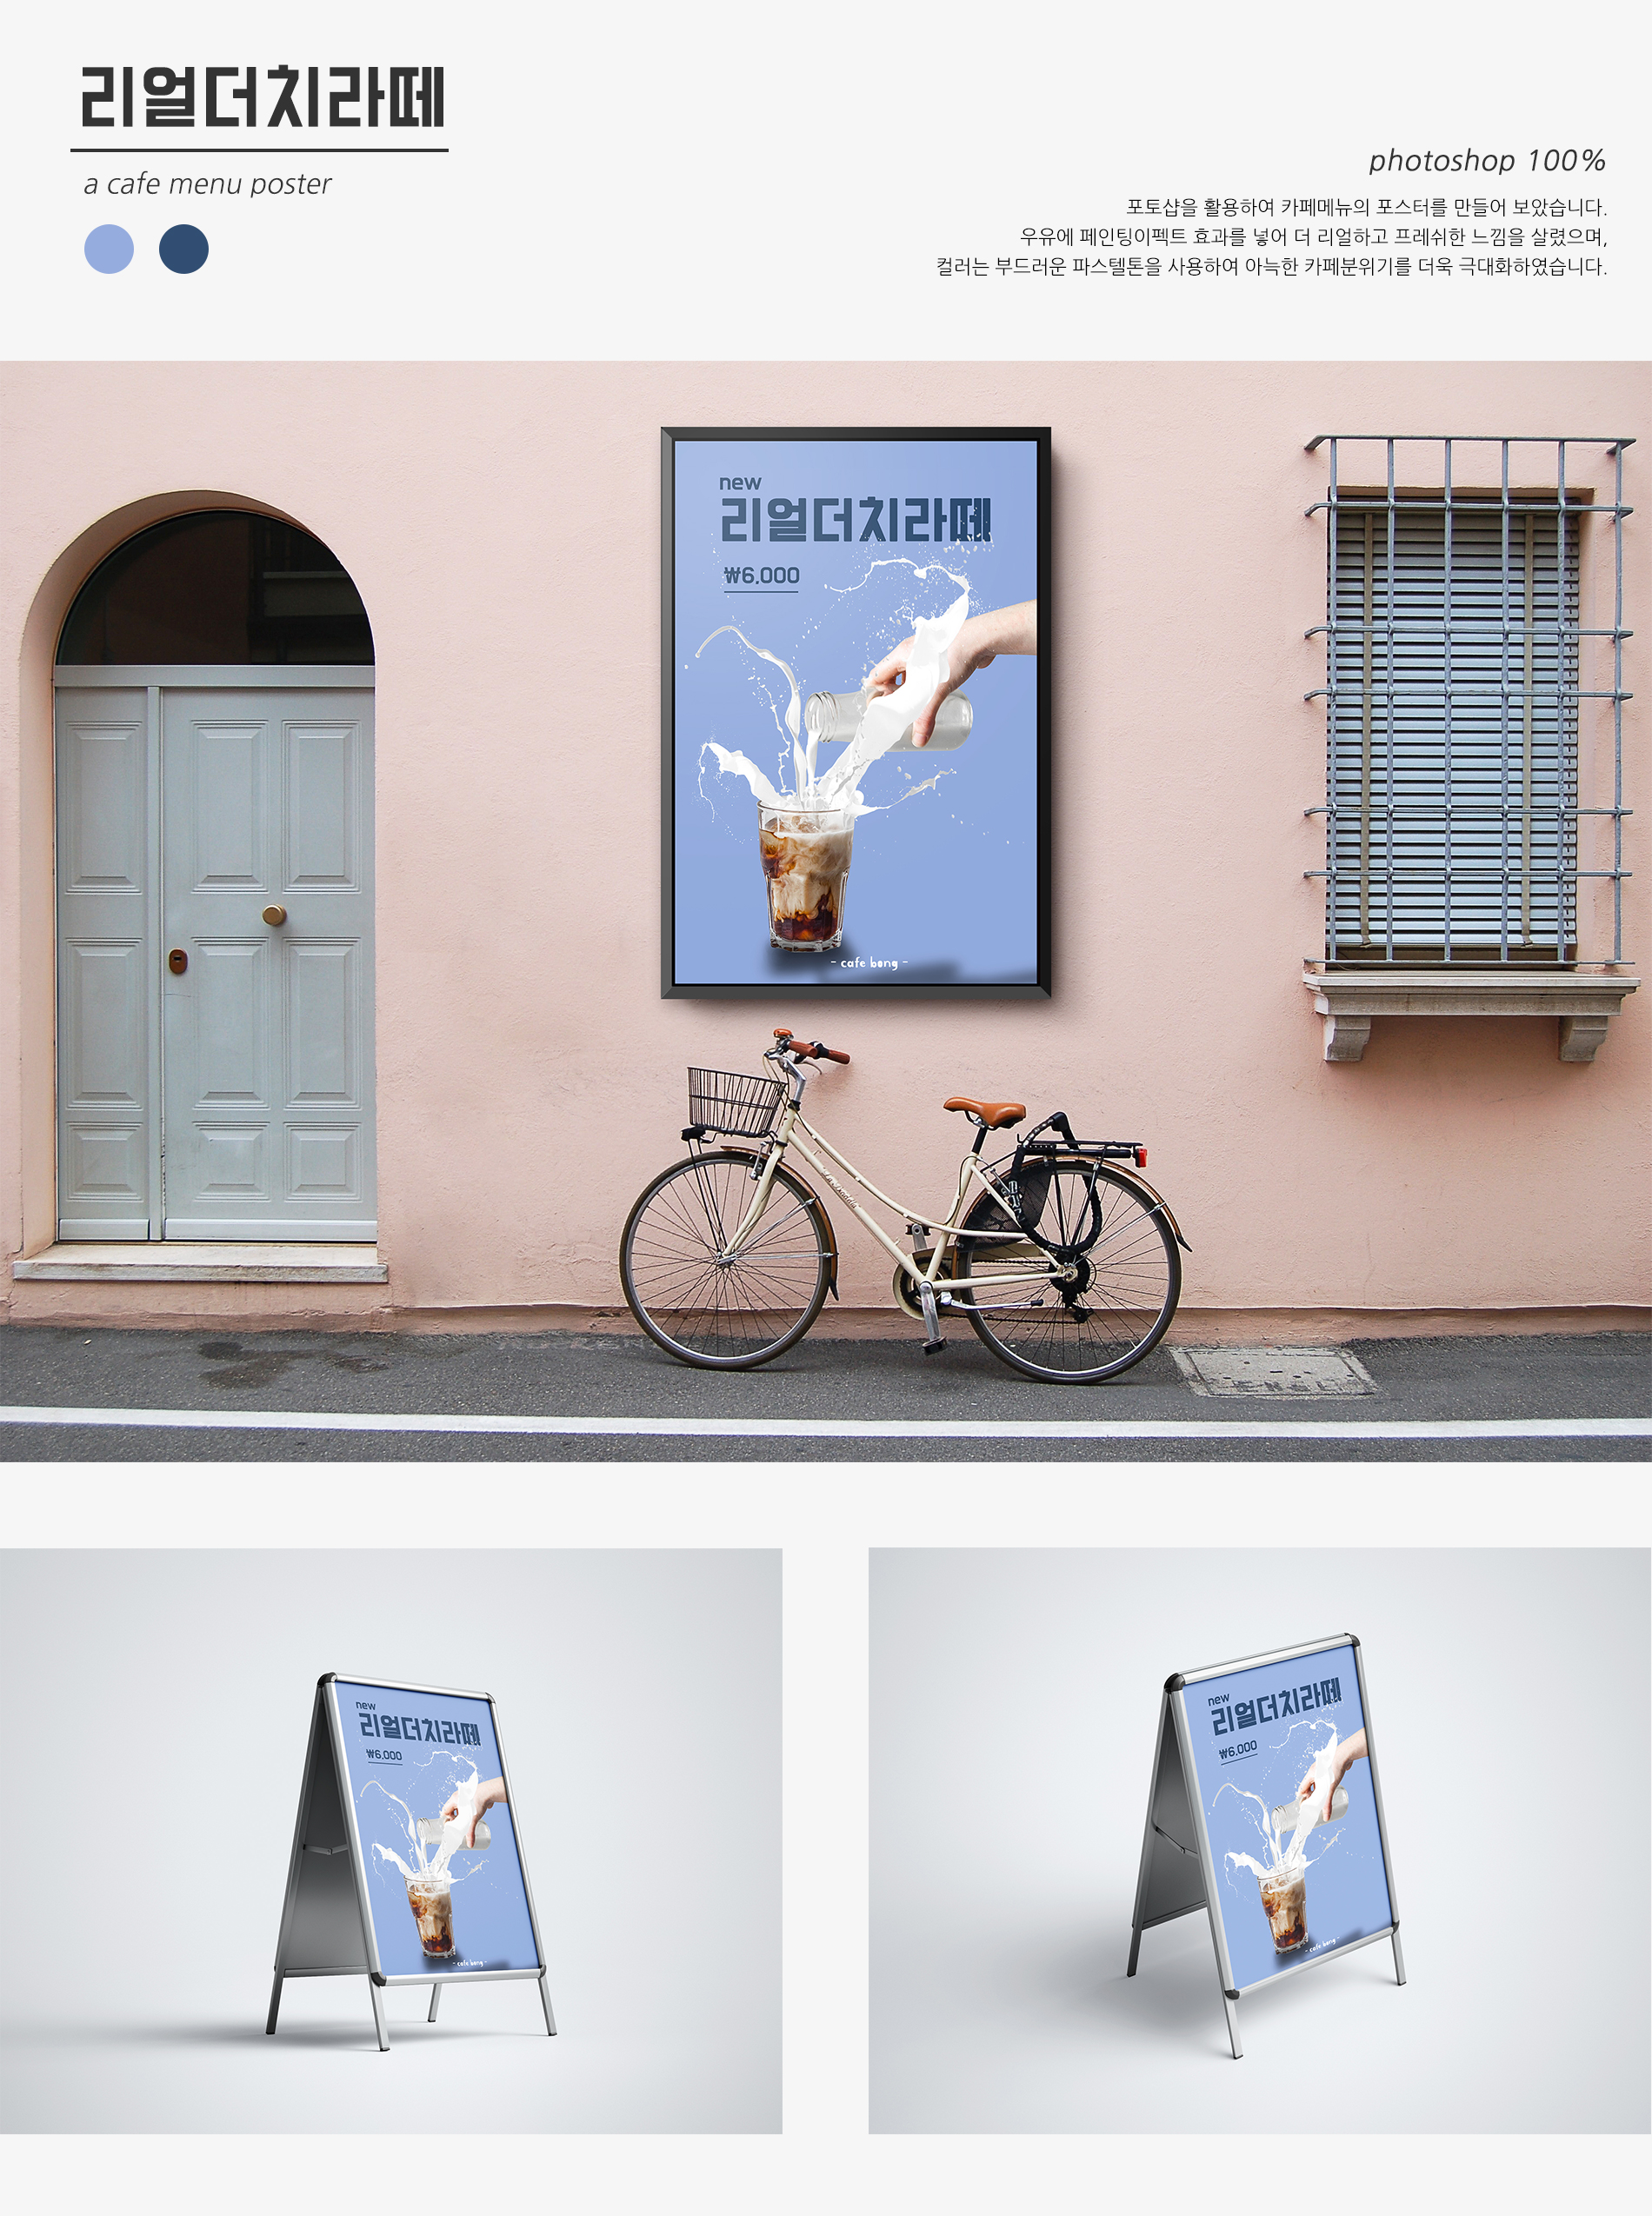 리얼더치라떼
a cafe menu poster
photoshop 100%
포토샵을 활용하여 카페메뉴의 포스터를 만들어 보았습니다.
우유에 페인팅이펙트 효과를 넣어 더 리얼하고 프레쉬한 느낌을 살렸으며,
컬러는 부드러운 파스텔톤을 사용하여 아늑한 카페분위기를 더욱 극대화하였습니다.
new
리얼더치라떼
₩6,000
- cafe bong -
new
리얼더치라떼
₩6,000
- cafe bong -
new
리얼더치라떼
₩6,000
- cafe bong -